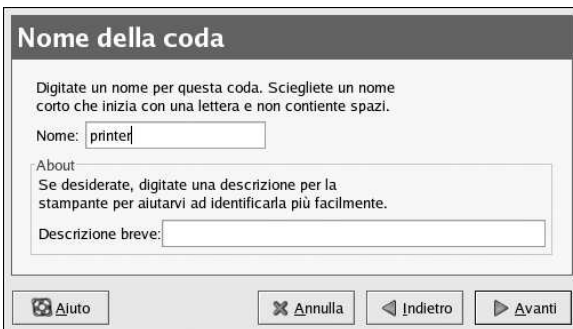 Nome della coda
Digitate un nome per questa coda. Sciegliete un nome
corto che inizia con una lettera e non contiente spazi.
Nome: printer
About
Se desiderate, digitate una descrizione per la
stampante per aiutarvi ad identificarla più facilmente.
Descrizione breve:
Aiuto Annulla Indietro Avanti